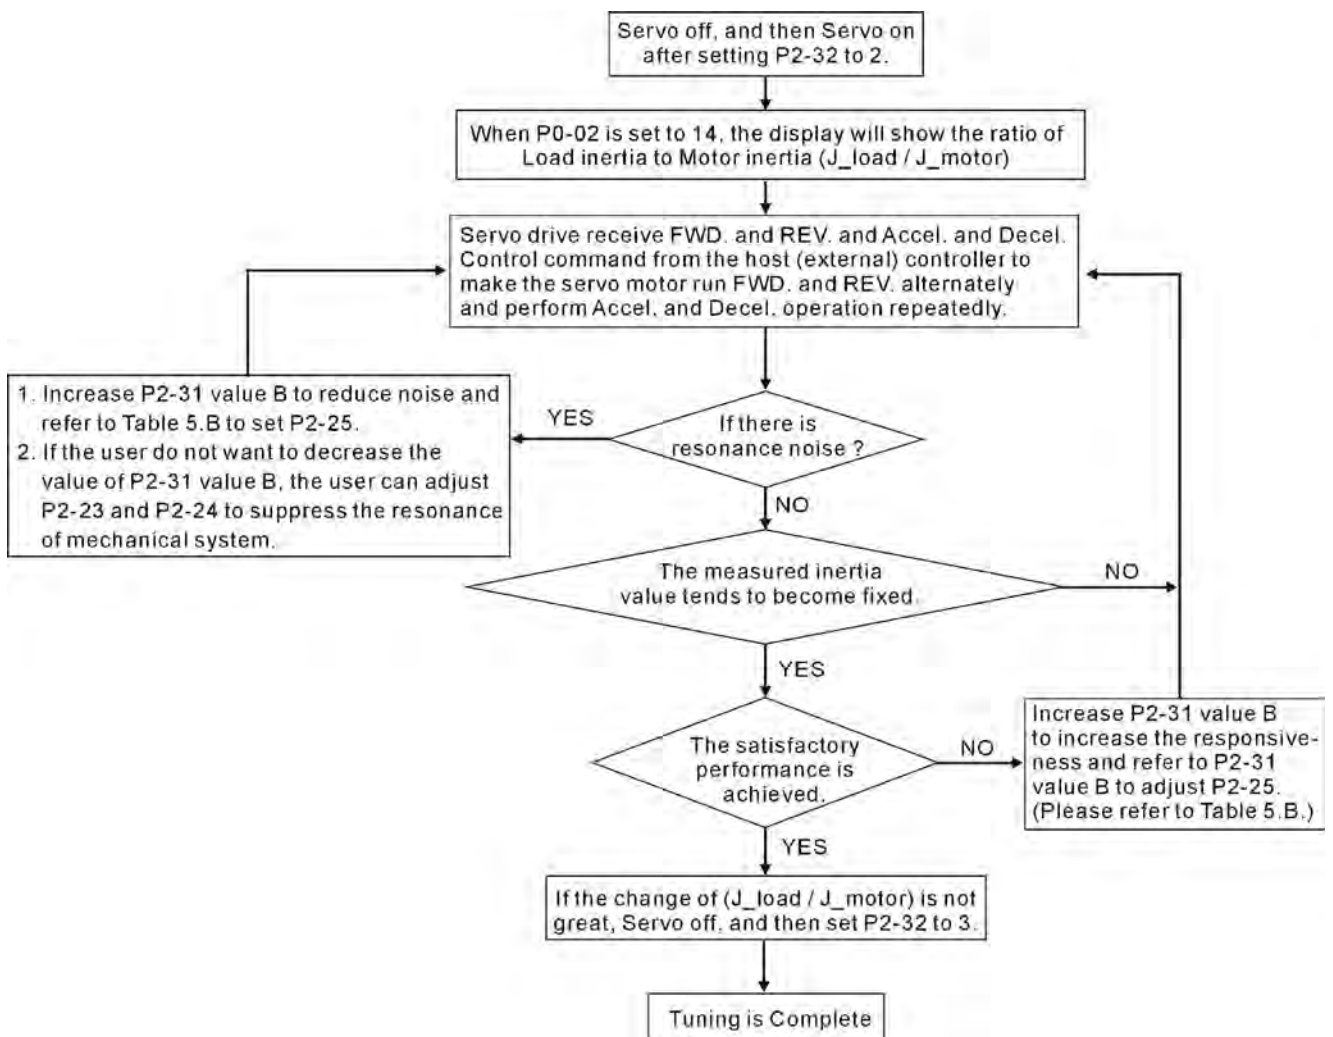 Servo off, and then Servo on
after setting P2-32 to 2.
When P0-02 is set to 14, the display will show the ratio of
Load inertia to Motor inertia (J_load / J_motor)
Servo drive receive FWD. and REV. and Accel. and Decel.
Control command from the host (external) controller to
make the servo motor run FWD. and REV. alternately
and perform Accel. and Decel. operation repeatedly.
1. Increase P2-31 value B to reduce noise and
refer to Table 5.B to set P2-25.
2. If the user do not want to decrease the
value of P2-31 value B, the user can adjust
P2-23 and P2-24 to suppress the resonance
of mechanical system.
YES
If there is
resonance noise ?
NO
The measured inertia
value tends to become fixed.
NO
YES
The satisfactory
performance is
achieved.
NO
Increase P2-31 value B
to increase the responsive-
ness and refer to P2-31
value B to adjust P2-25.
(Please refer to Table 5.B.)
YES
If the change of (J_load / J_motor) is not
great, Servo off, and then set P2-32 to 3.
Tuning is Complete